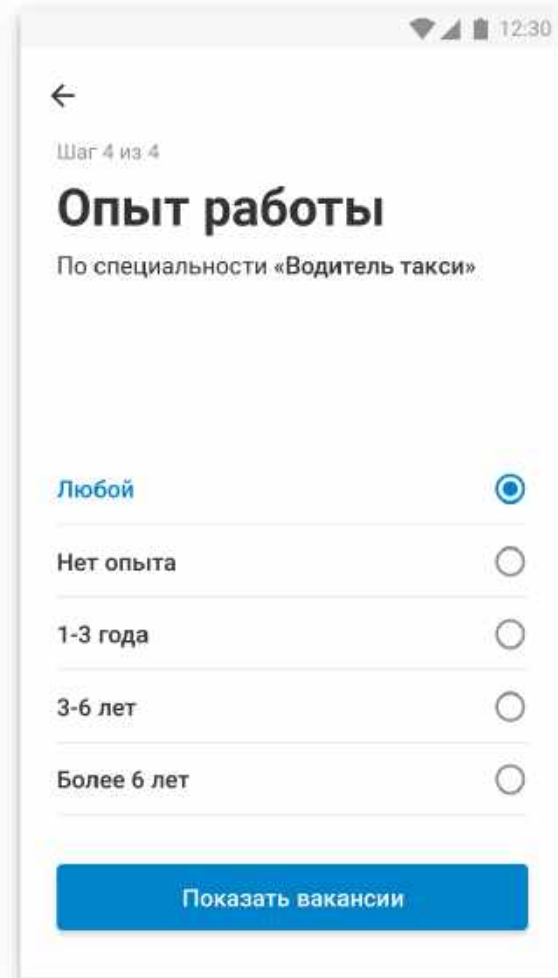 12:30
Шаг 4 из 4
Опыт работы
По специальности «Водитель такси»
Любой
Нет опыта
1-3 года
3-6 лет
Более 6 лет
Показать вакансии